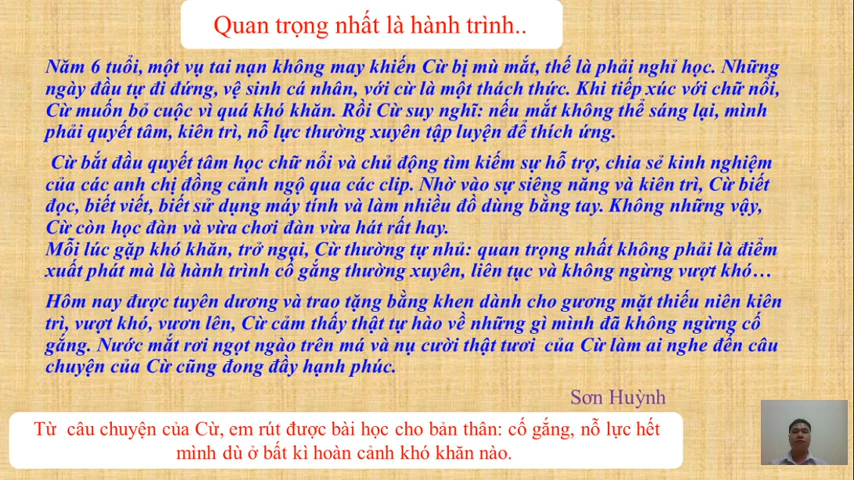 Quan trọng nhất là hành trình..
Năm 6 tuổi, một vụ tai nạn không may khiến Cừ bị mù mắt, thế là phải nghỉ học. Những
ngày đầu tự đi đứng, vệ sinh cá nhân, với cừ là một thách thức. Khi tiếp xúc với chữ nổi,
Cừ muốn bỏ cuộc vì quá khó khăn. Rồi Cừ suy nghĩ: nếu mắt không thể sáng lại, mình
phải quyết tâm, kiên trì, nỗ lực thường xuyên tập luyện để thích ứng.
Cừ bắt đầu quyết tâm học chữ nổi và chủ động tìm kiếm sự hỗ trợ, chia sẻ kinh nghiệm
của các anh chị đồng cảnh ngộ qua các clip. Nhờ vào sự siêng năng và kiên trì, Cừ biết
đọc, biết viết, biết sử dụng máy tính và làm nhiều đồ dùng bằng tay. Không những vậy,
Cừ còn học đàn và vừa chơi đàn vừa hát rất hay.
Mỗi lúc gặp khó khăn, trở ngại, Cừ thường tự nhủ: quan trọng nhất không phải là điểm
xuất phát mà là hành trình cố gắng thường xuyên, liên tục và không ngừng vượt khó…
Hôm nay được tuyên dương và trao tặng bằng khen dành cho gương mặt thiếu niên kiên
trì, vượt khó, vươn lên, Cừ cảm thấy thật tự hào về những gì mình đã không ngừng cố
gắng. Nước mắt rơi ngọt ngào trên má và nụ cười thật tươi của Cừ làm ai nghe đến câu
chuyện của Cừ cũng đong đầy hạnh phúc.
Sơn Huỳnh
Từ câu chuyện của Cừ, em rút được bài học cho bản thân: cố gắng, nỗ lực hết
mình dù ở bất kì hoàn cảnh khó khăn nào.